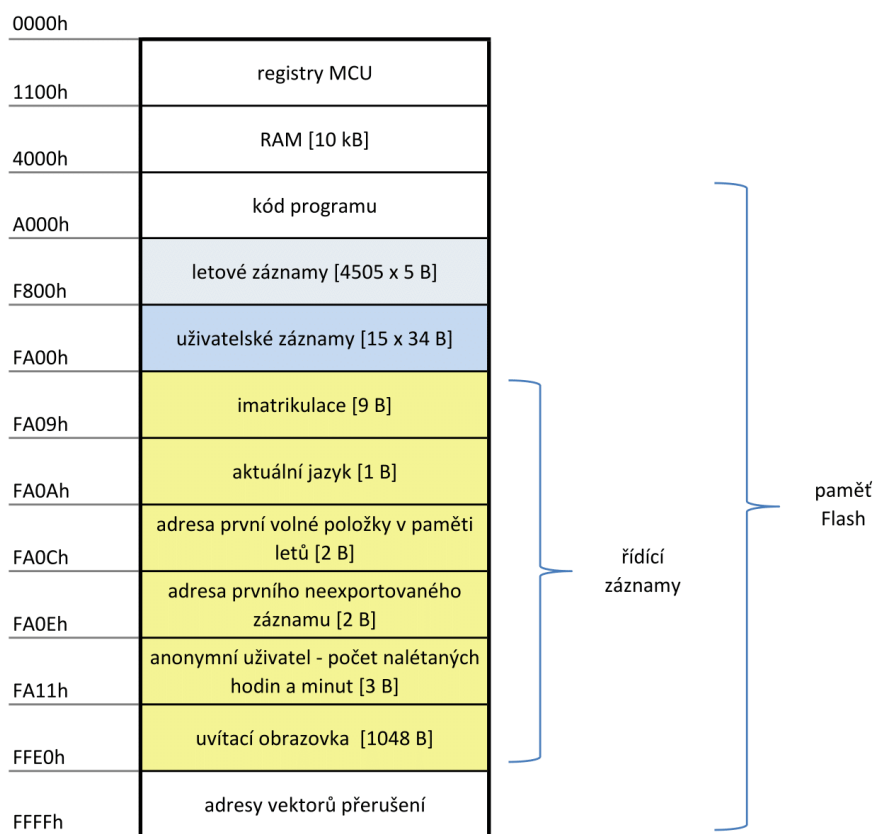 0000h
registry MCU
1100h
RAM [10 kB]
4000h
kód programu
A000h
letové záznamy [4505 x 5 B]
F800h
uživatelské záznamy [15 x 34 B]
FA00h
imatrikulace [9 B]
FA09h
aktuální jazyk [1 B]
FA0Ah
adresa první volné položky v paměti
letů [2 B]
FA0Ch
adresa prvního neexportovaného
záznamu [2 B]
FA0Eh
anonymní uživatel - počet nalétaných
hodin a minut [3 B]
FA11h
uvítací obrazovka [1048 B]
FFE0h
adresy vektorů přerušení
FFFFh
řídící
záznamy
paměť
Flash